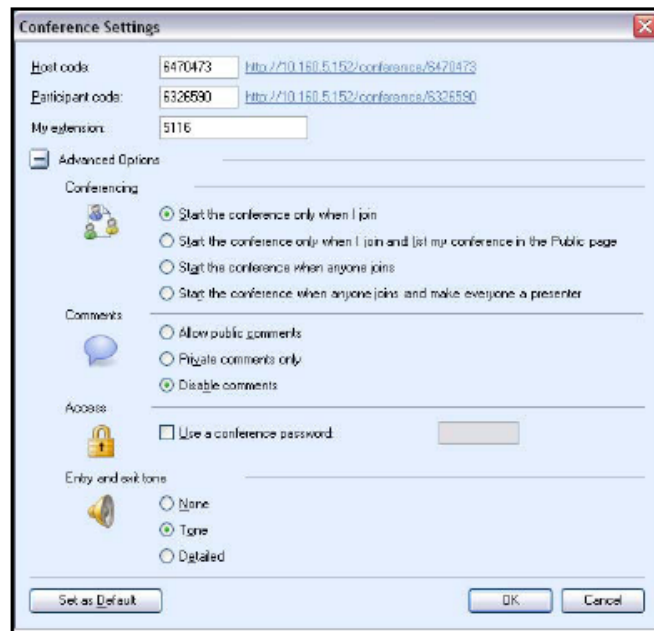 Conference Settings
Host code: 6470473 http://10.160.5.152/conference/6470473
Participant code: 6326590 http://10.160.5.152/conference/6326590
My extension: 5116
Advanced Options
Conferencing
Start the conference only when I join
Start the conference only when I join and list my conference in the Public page
Start the conference when anyone joins
Start the conference when anyone joins and make everyone a presenter
Comments
Allow public comments
Private comments only
Disable comments
Access
Use a conference password:
Entry and exit tone
None
Tone
Detailed
Set as Default OK Cancel